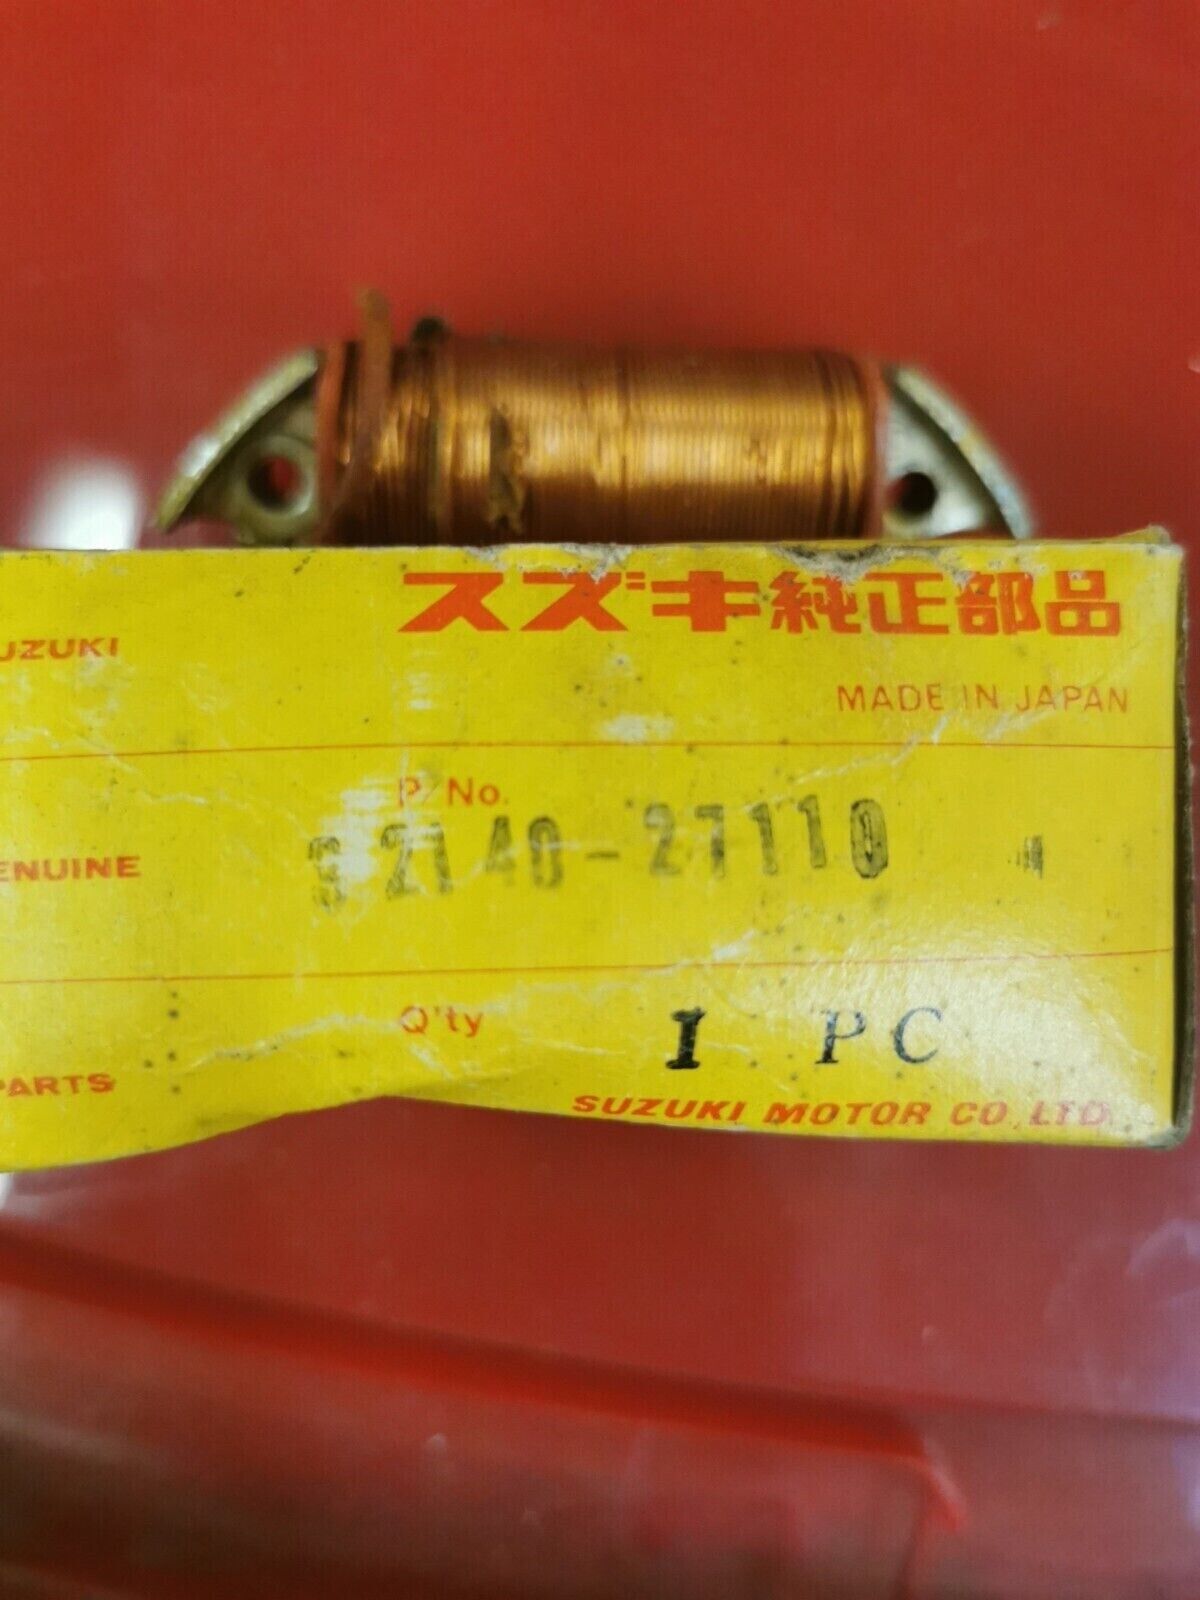 スズキ純正部品
UZUKI
MADE IN JAPAN
P/No.
ENUINE
32140-27110
Q'ty
1 PC
PARTS
SUZUKI MOTOR CO., LTD.